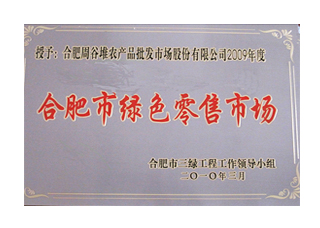 授予：合肥周谷堆农产品批发市场股份有限公司2009年度
合肥市绿色零售市场
合肥市三绿工程工作领导小组
二〇一〇年三月